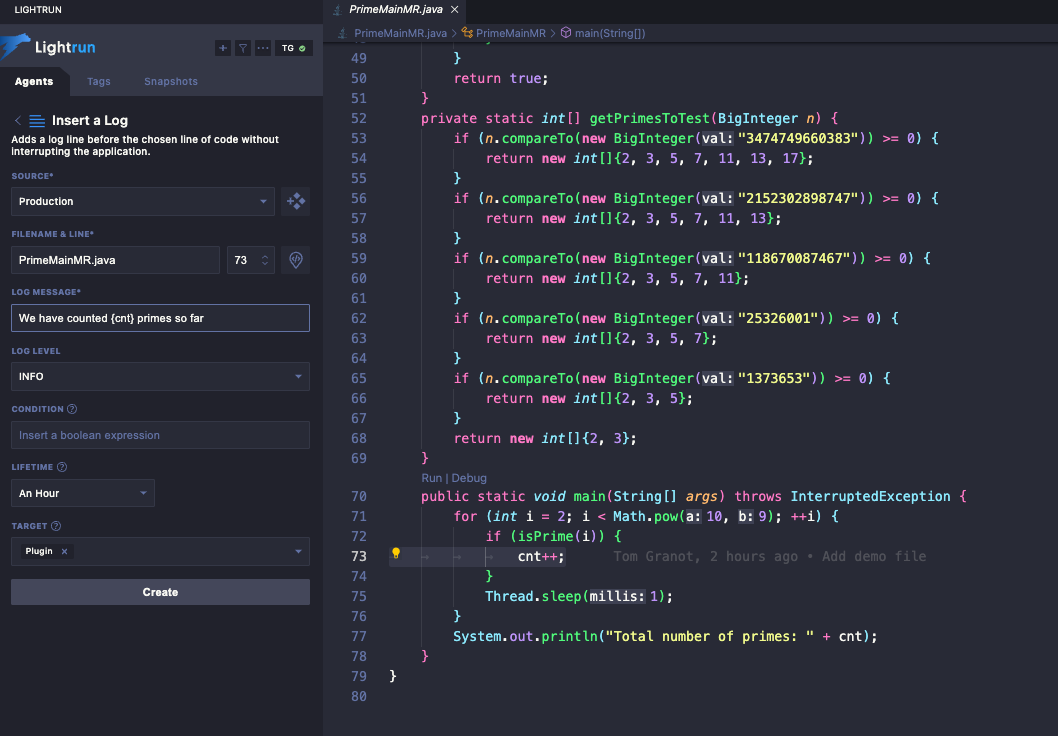 LIGHTRUN
Lightrun
TG
Agents Tags Snapshots
Insert a Log
Adds a log line before the chosen line of code without
interrupting the application.
SOURCE*
Production
FILENAME & LINE*
PrimeMainMR.java 73
LOG MESSAGE*
We have counted {cnt} primes so far
LOG LEVEL
INFO
CONDITION
Insert a boolean expression
LIFETIME
An Hour
TARGET
Plugin ×
Create
PrimeMainMR.java ×
PrimeMainMR.java > PrimeMainMR > main(String[])
49 }
50 return true;
51 }
52 private static int[] getPrimesToTest(BigInteger n) {
53 if (n.compareTo(new BigInteger(val: "3474749660383")) >= 0) {
54 return new int[]{2, 3, 5, 7, 11, 13, 17};
55 }
56 if (n.compareTo(new BigInteger(val: "2152302898747")) >= 0) {
57 return new int[]{2, 3, 5, 7, 11, 13};
58 }
59 if (n.compareTo(new BigInteger(val: "118670087467")) >= 0) {
60 return new int[]{2, 3, 5, 7, 11};
61 }
62 if (n.compareTo(new BigInteger(val: "25326001")) >= 0) {
63 return new int[]{2, 3, 5, 7};
64 }
65 if (n.compareTo(new BigInteger(val: "1373653")) >= 0) {
66 return new int[]{2, 3, 5};
67 }
68 return new int[]{2, 3};
69 }
Run | Debug
70 public static void main(String[] args) throws InterruptedException {
71 for (int i = 2; i < Math.pow(a: 10, b: 9); ++i) {
72 if (isPrime(i)) {
73 cnt++; Tom Granot, 2 hours ago • Add demo file
74 }
75 Thread.sleep(millis: 1);
76 }
77 System.out.println("Total number of primes: " + cnt);
78 }
79 }
80